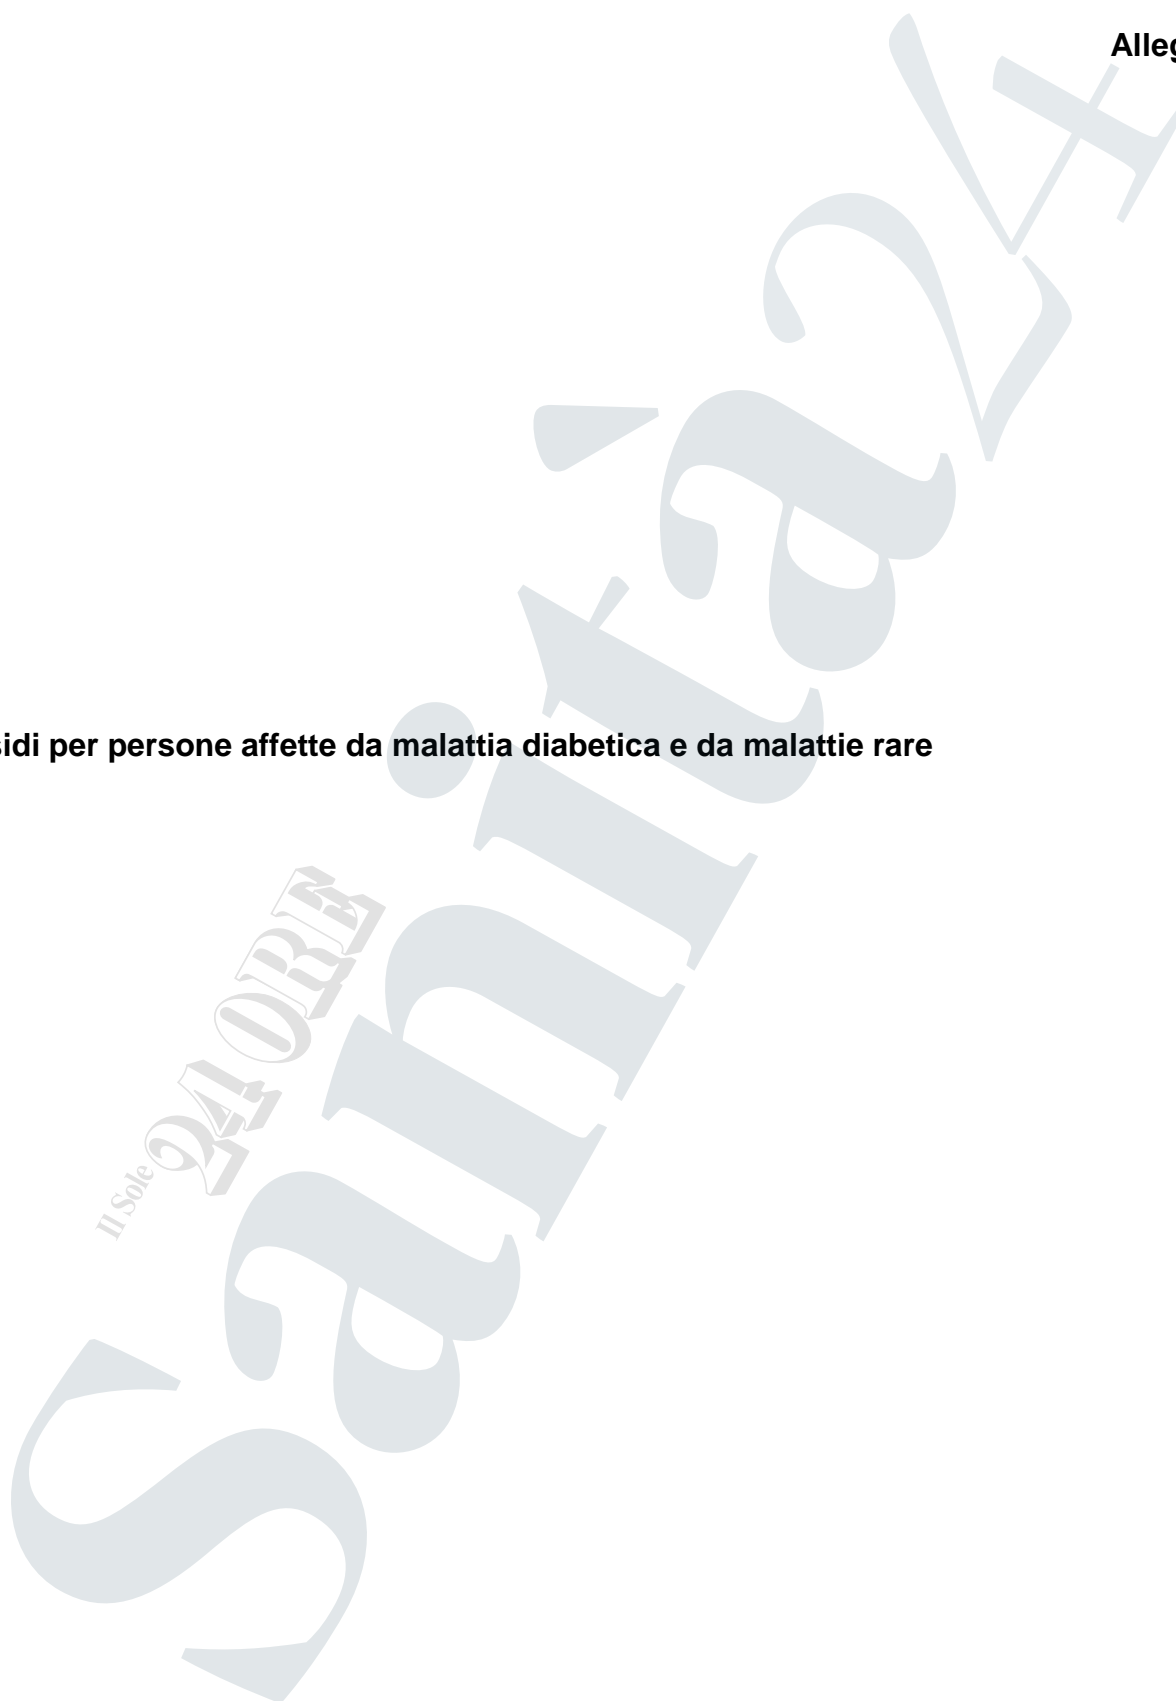 Alleg
sidi per persone affette da malattia diabetica e da malattie rare
Sanità24
Il Sole 24 ORE